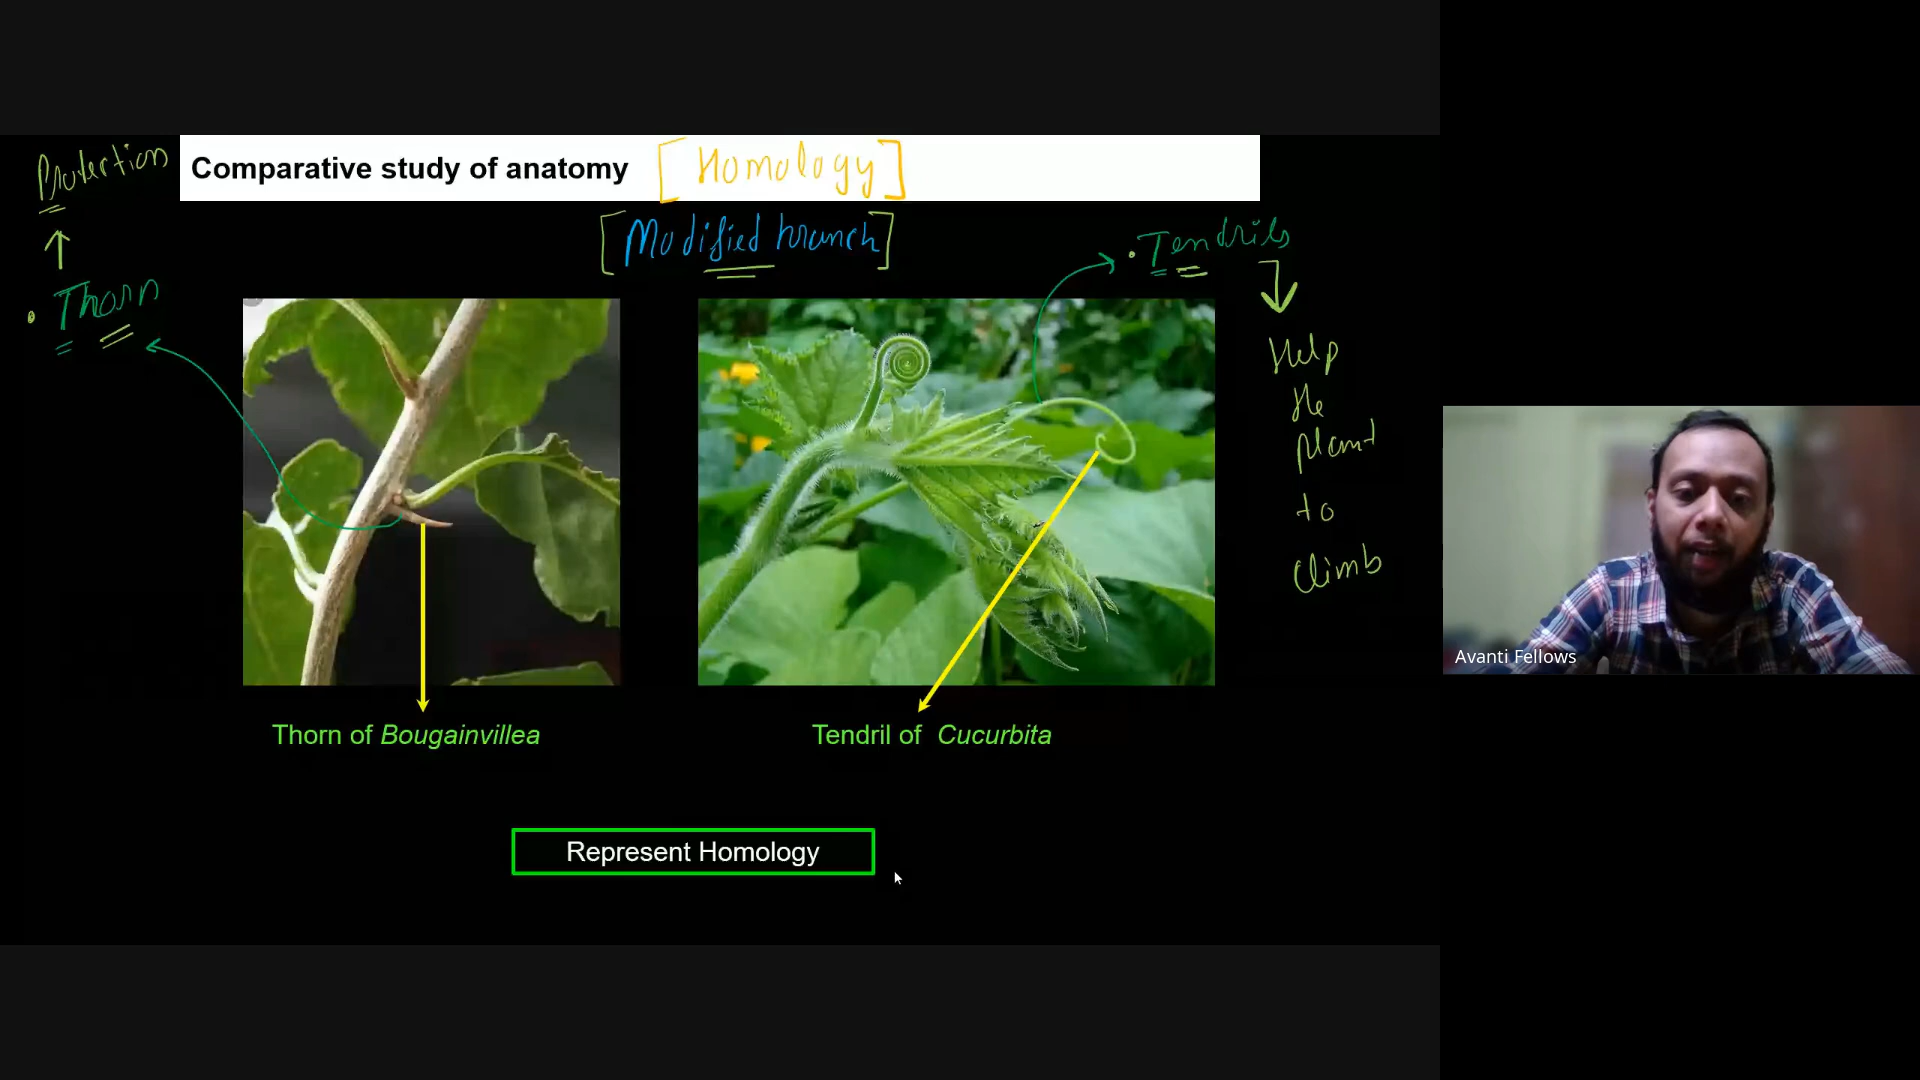 Comparative study of anatomy [Homology]
[Modified branch]
Protection
• Thorn
• Tendrils
Help
the
plant
to
climb
Thorn of Bougainvillea
Tendril of Cucurbita
Represent Homology
Avanti Fellows